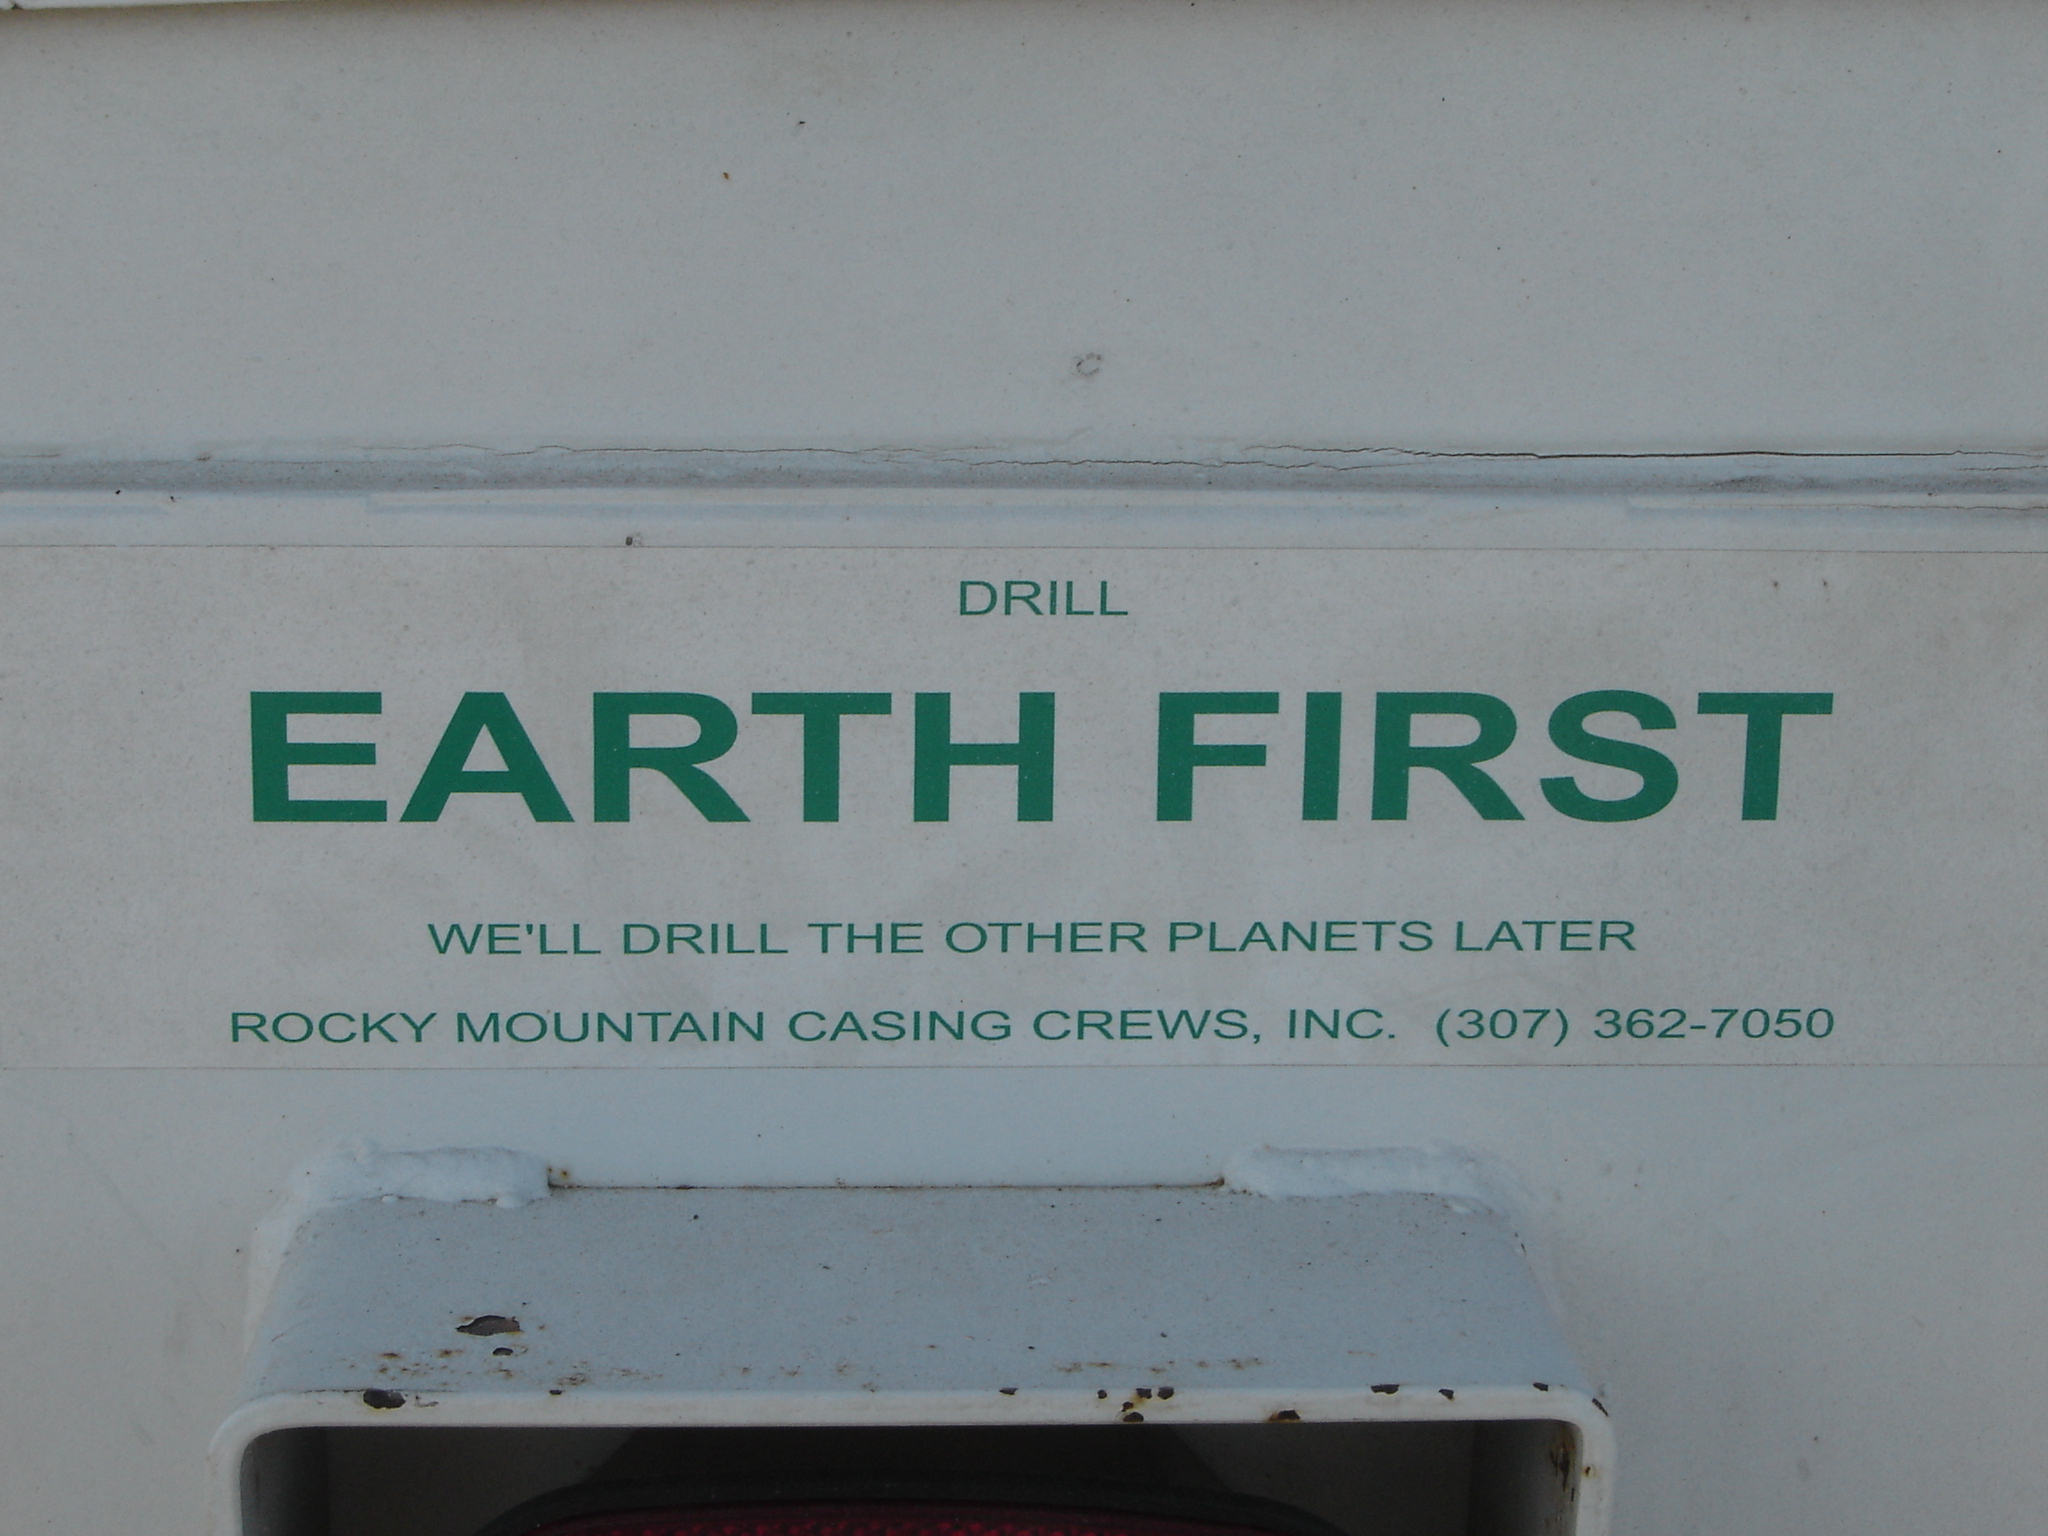 DRILL
EARTH FIRST
WE'LL DRILL THE OTHER PLANETS LATER
ROCKY MOUNTAIN CASING CREWS, INC. (307) 362-7050